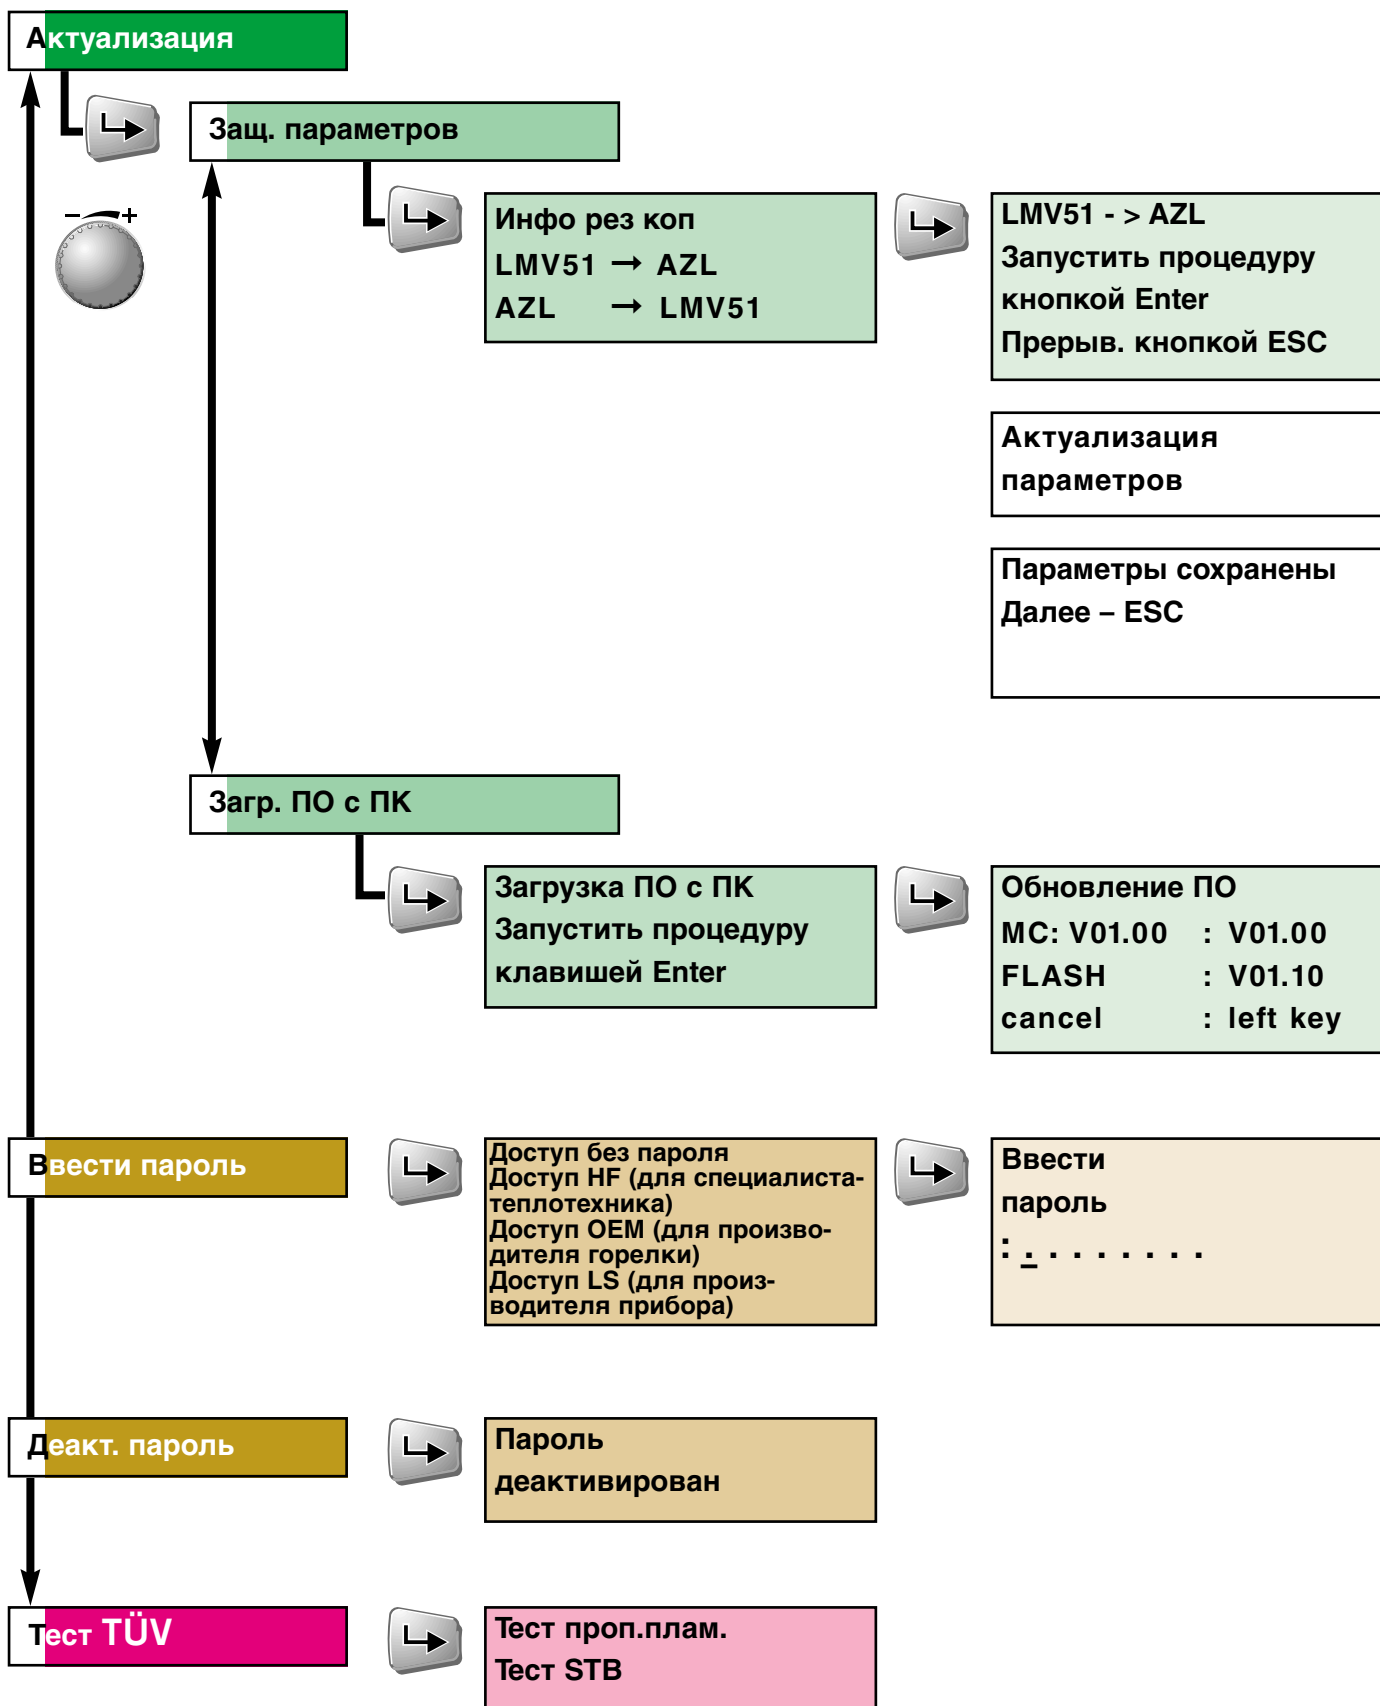 Актуализация
Защ. параметров
– +
Инфо рез коп
LMV51 → AZL
AZL → LMV51
LMV51 - > AZL
Запустить процедуру
кнопкой Enter
Прерыв. кнопкой ESC
Актуализация
параметров
Параметры сохранены
Далее – ESC
Загр. ПО с ПК
Загрузка ПО с ПК
Запустить процедуру
клавишей Enter
Обновление ПО
MC: V01.00 : V01.00
FLASH : V01.10
cancel : left key
Ввести пароль
Доступ без пароля
Доступ HF (для специалиста-
теплотехника)
Доступ OEM (для произво-
дителя горелки)
Доступ LS (для произ-
водителя прибора)
Ввести
пароль
: . . . . . . . .
Деакт. пароль
Пароль
деактивирован
Тест TÜV
Тест проп.плам.
Тест STB